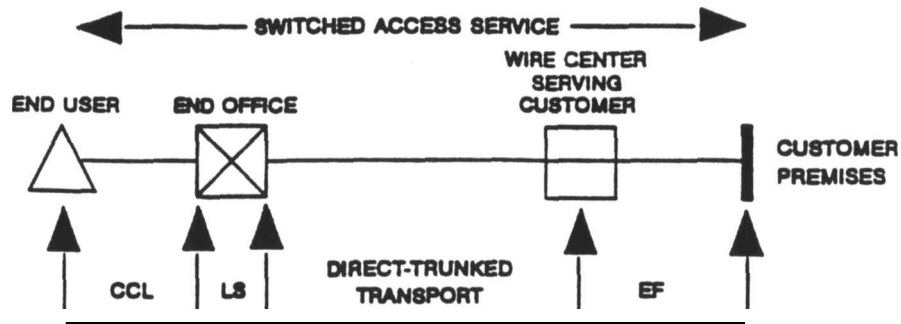 SWITCHED ACCESS SERVICE
WIRE CENTER
SERVING
CUSTOMER
END USER
END OFFICE
CUSTOMER
PREMISES
CCL
LS
DIRECT-TRUNKED
TRANSPORT
EF